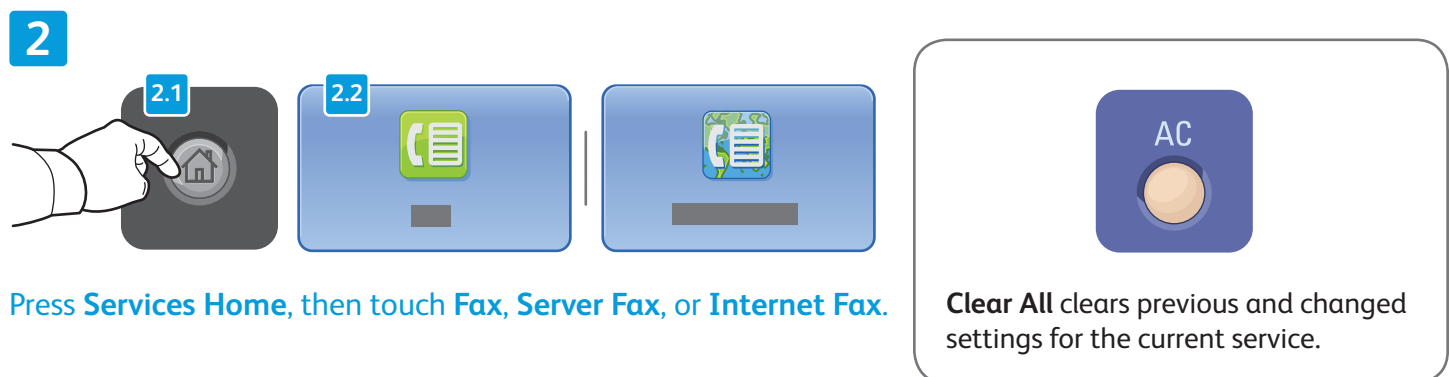 2
2.1
2.2
Press Services Home, then touch Fax, Server Fax, or Internet Fax.
AC
Clear All clears previous and changed
settings for the current service.